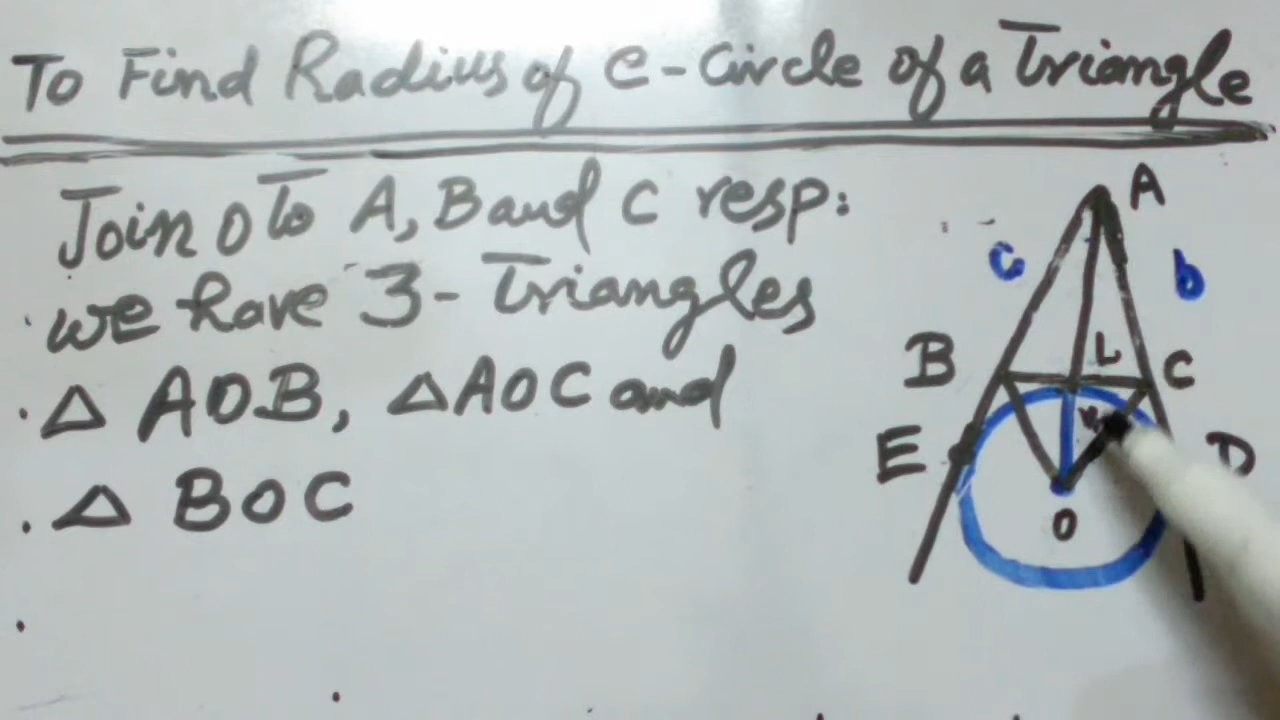 To Find Radius of e-Circle of a Triangle
Join O to A, B and C resp:
we have 3-Triangles
△ AOB, △AOC and
△ BOC
A
c
b
B
L
C
E
D
O